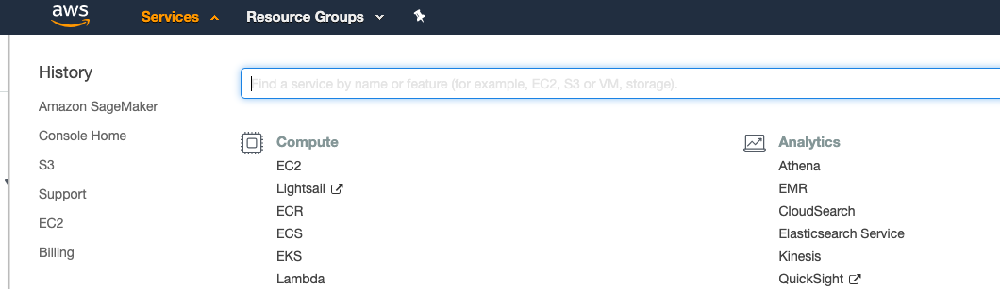 aws Services Resource Groups
History
Find a service by name or feature (for example, EC2, S3 or VM, storage).
Amazon SageMaker
Console Home
S3
Support
EC2
Billing
Compute
EC2
Lightsail
ECR
ECS
EKS
Lambda
Analytics
Athena
EMR
CloudSearch
Elasticsearch Service
Kinesis
QuickSight